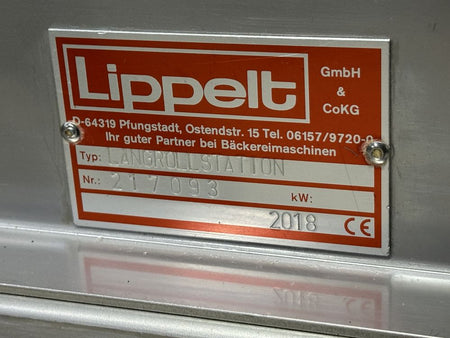 Lippelt
GmbH
&
CoKG
D-64319 Pfungstadt, Ostendstr. 15 Tel. 06157/9720-0
Ihr guter Partner bei Bäckereimaschinen
Typ: LANGROLLSTATION
Nr.: 217093 kW:
2018 CE